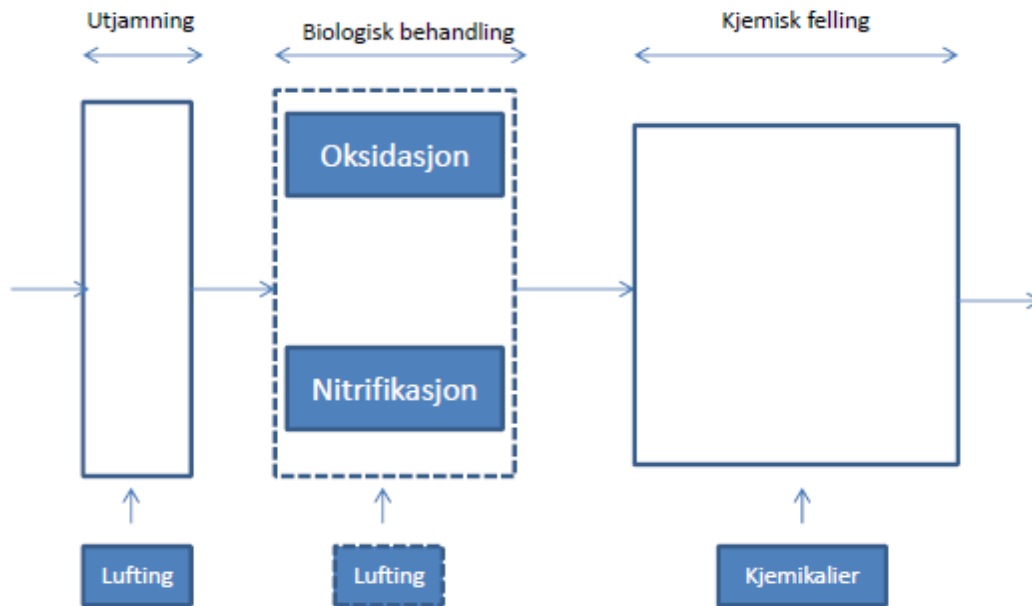 Utjamning
Biologisk behandling
Kjemisk felling
Oksidasjon
Nitrifikasjon
Lufting
Lufting
Kjemikalier